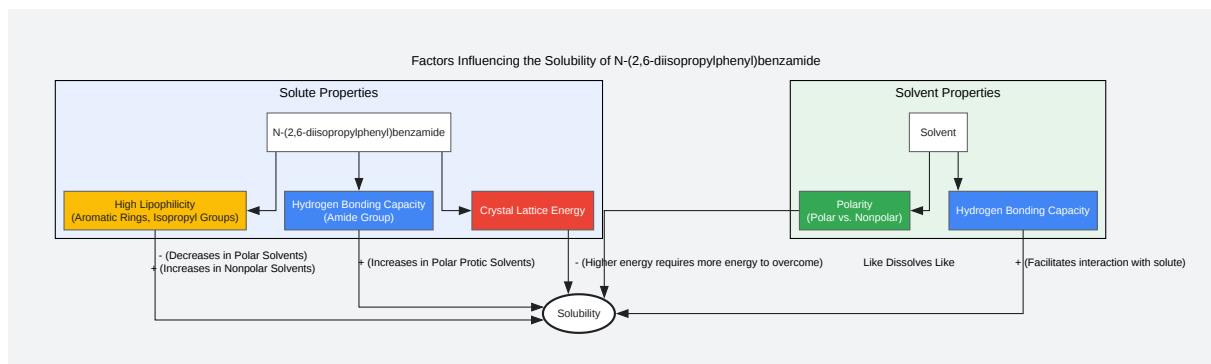 Factors Influencing the Solubility of N-(2,6-diisopropylphenyl)benzamide
Solute Properties
N-(2,6-diisopropylphenyl)benzamide
High Lipophilicity
(Aromatic Rings, Isopropyl Groups)
Hydrogen Bonding Capacity
(Amide Group)
Crystal Lattice Energy
Solvent Properties
Solvent
Polarity
(Polar vs. Nonpolar)
Hydrogen Bonding Capacity
- (Decreases in Polar Solvents)
+ (Increases in Nonpolar Solvents)
+ (Increases in Polar Protic Solvents)
- (Higher energy requires more energy to overcome)
Like Dissolves Like
+ (Facilitates interaction with solute)
Solubility